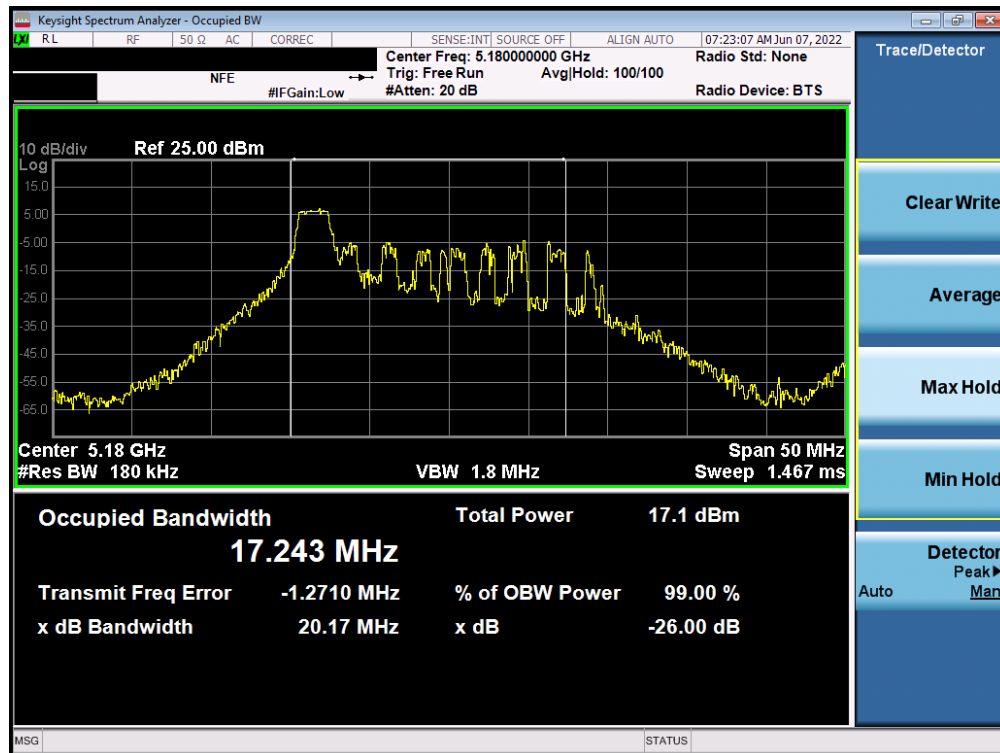 Keysight Spectrum Analyzer - Occupied BW
LXI RL RF 50 Ω AC CORREC SENSE:INT SOURCE OFF ALIGN AUTO 07:23:07 AM Jun 07, 2022
Center Freq: 5.180000000 GHz Radio Std: None
NFE Trig: Free Run Avg|Hold: 100/100
#IFGain:Low #Atten: 20 dB Radio Device: BTS
10 dB/div Ref 25.00 dBm
Log
15.0
5.00
-5.00
-15.0
-25.0
-35.0
-45.0
-55.0
-65.0
Center 5.18 GHz Span 50 MHz
#Res BW 180 kHz VBW 1.8 MHz Sweep 1.467 ms
Occupied Bandwidth Total Power 17.1 dBm
17.243 MHz
Transmit Freq Error -1.2710 MHz % of OBW Power 99.00 %
x dB Bandwidth 20.17 MHz x dB -26.00 dB
MSG STATUS
Trace/Detector
Clear Write
Average
Max Hold
Min Hold
Detector
Peak▶
Auto Man